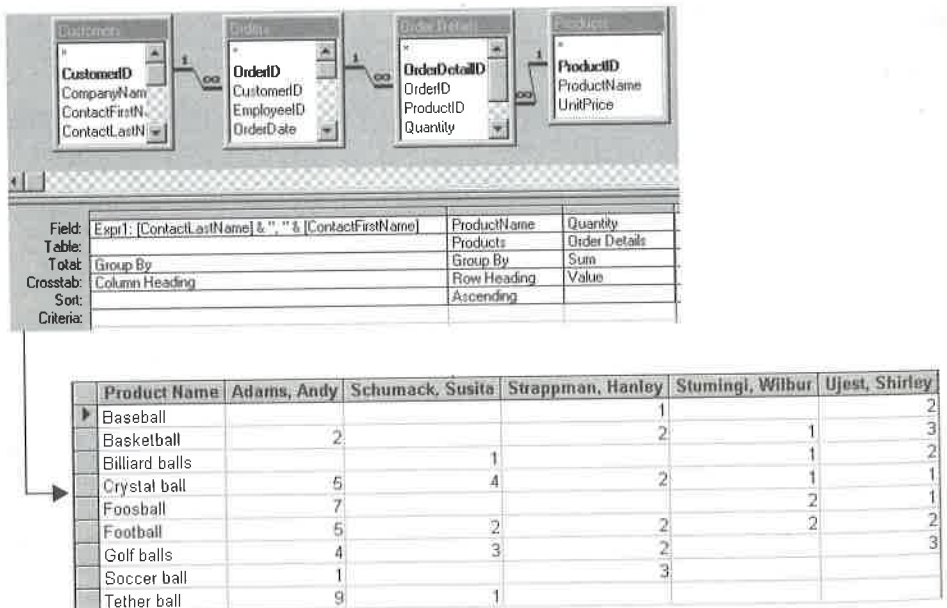 Customers
*
CustomerID
CompanyNam
ContactFirstN
ContactLastN
1
∞
Orders
*
OrderID
CustomerID
EmployeeID
OrderDate
1
∞
Order Details
*
OrderDetailID
OrderID
ProductID
Quantity
1
∞
Products
*
ProductID
ProductName
UnitPrice
Field: Expr1: [ContactLastName] & ", " & [ContactFirstName] ProductName Quantity
Table: Products Order Details
Total: Group By Group By Sum
Crosstab: Column Heading Row Heading Value
Sort: Ascending
Criteria:
Product Name Adams, Andy Schumack, Susita Strappman, Hanley Stumingl, Wilbur Ujest, Shirley
Baseball 1 2
Basketball 2 2 1 3
Billiard balls 1 1 2
Crystal ball 5 4 2 1 1
Foosball 7 2 1
Football 5 2 2 2 2
Golf balls 4 3 2 3
Soccer ball 1 3
Tether ball 9 1